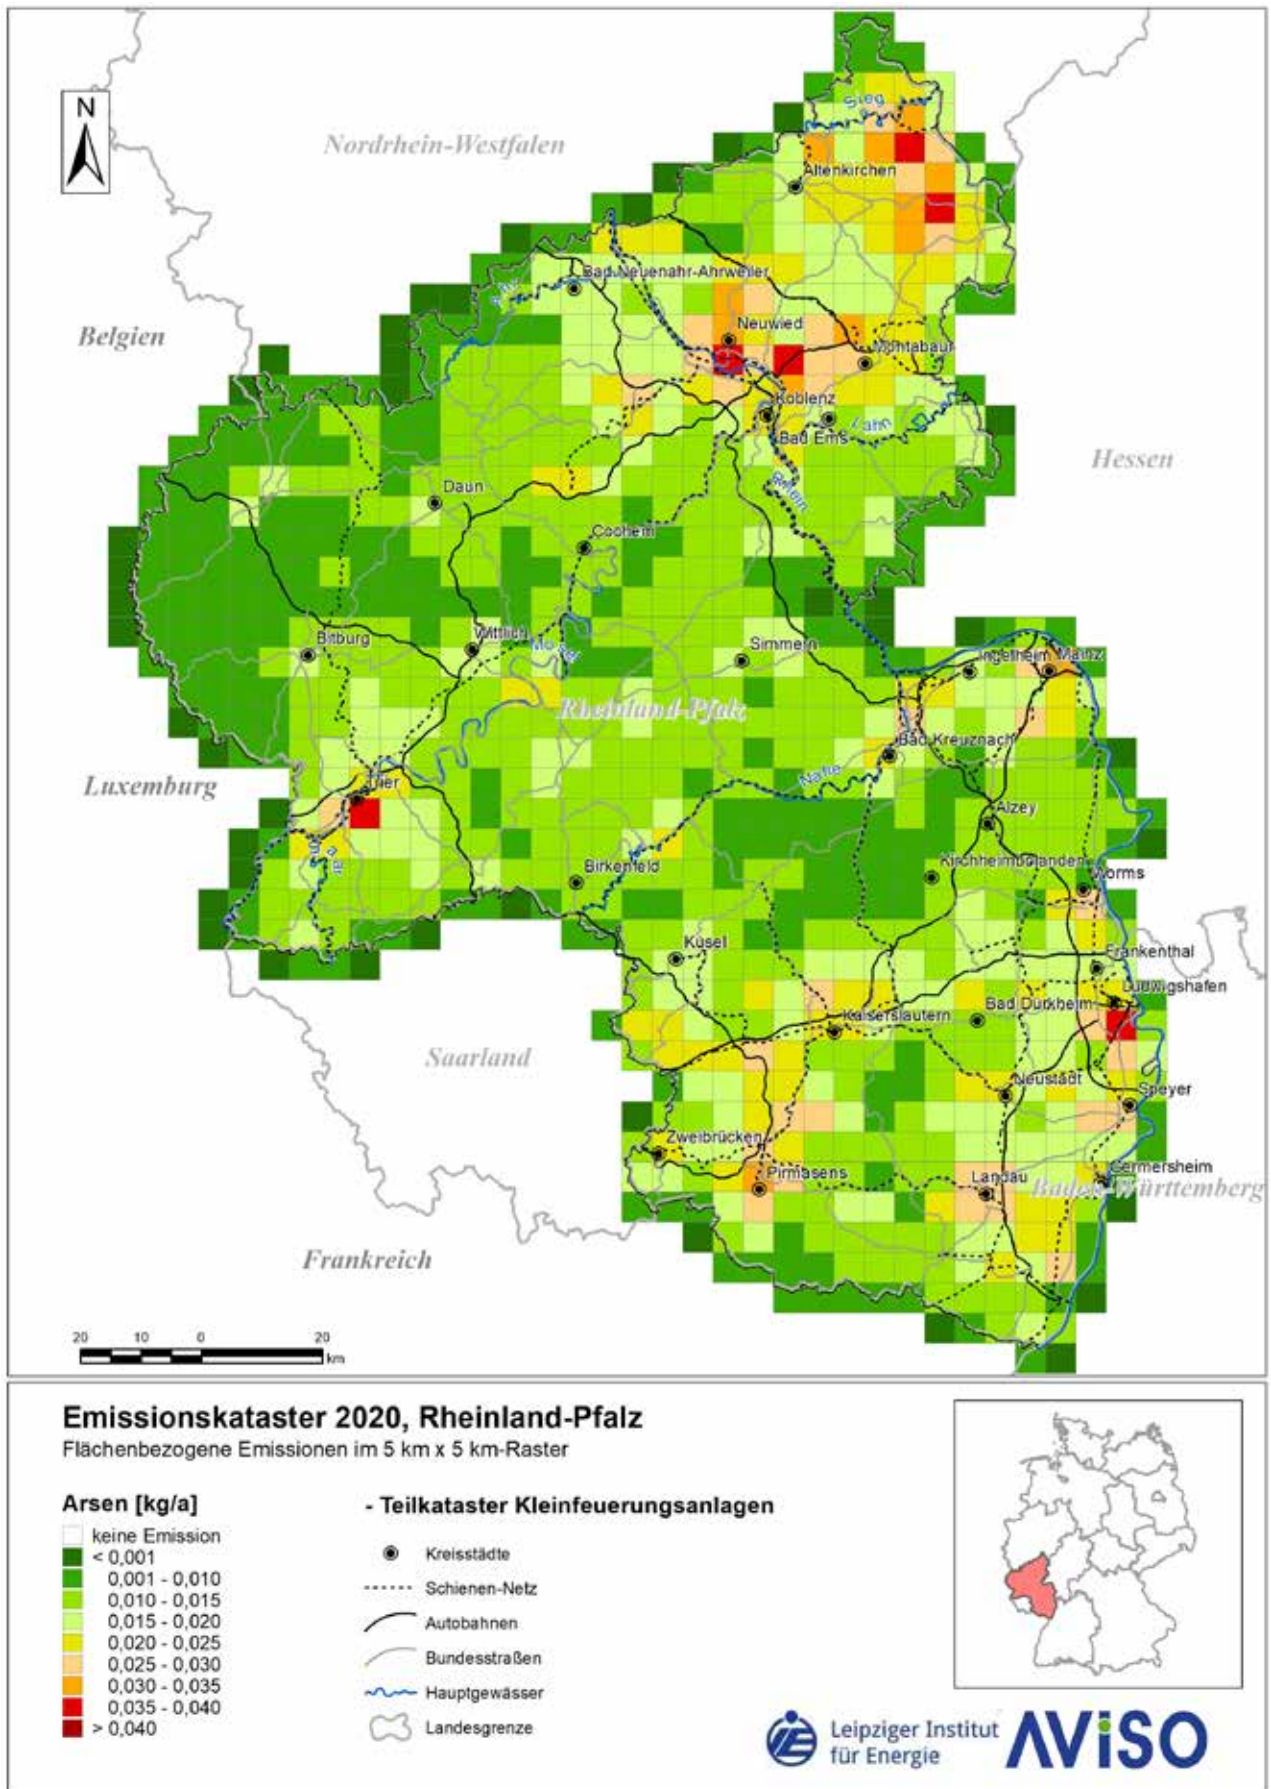 N
Nordrhein-Westfalen
Sieg
Altenkirchen
Bad Neuenahr-Ahrweiler
Ahr
Belgien
Neuwied
Montabaur
Koblenz
Lahn
Bad Ems
Hessen
Daun
Rhein
Cochem
Bitburg
Wittlich
Mosel
Simmern
Ingelheim
Mainz
Rheinland-Pfalz
Bad Kreuznach
Luxemburg
Trier
Nahe
Alzey
Saar
Birkenfeld
Kirchheimbolanden
Worms
Kusel
Frankenthal
Ludwigshafen
Bad Dürkheim
Kaiserslautern
Saarland
Neustadt
Speyer
Zweibrücken
Pirmasens
Landau
Germersheim
Baden-Württemberg
Frankreich
20 10 0 20
km
Emissionskataster 2020, Rheinland-Pfalz
Flächenbezogene Emissionen im 5 km x 5 km-Raster
Arsen [kg/a]
keine Emission
< 0,001
0,001 - 0,010
0,010 - 0,015
0,015 - 0,020
0,020 - 0,025
0,025 - 0,030
0,030 - 0,035
0,035 - 0,040
> 0,040
- Teilkataster Kleinfeuerungsanlagen
Kreisstädte
Schienen-Netz
Autobahnen
Bundesstraßen
Hauptgewässer
Landesgrenze
Leipziger Institut
für Energie
AViSO